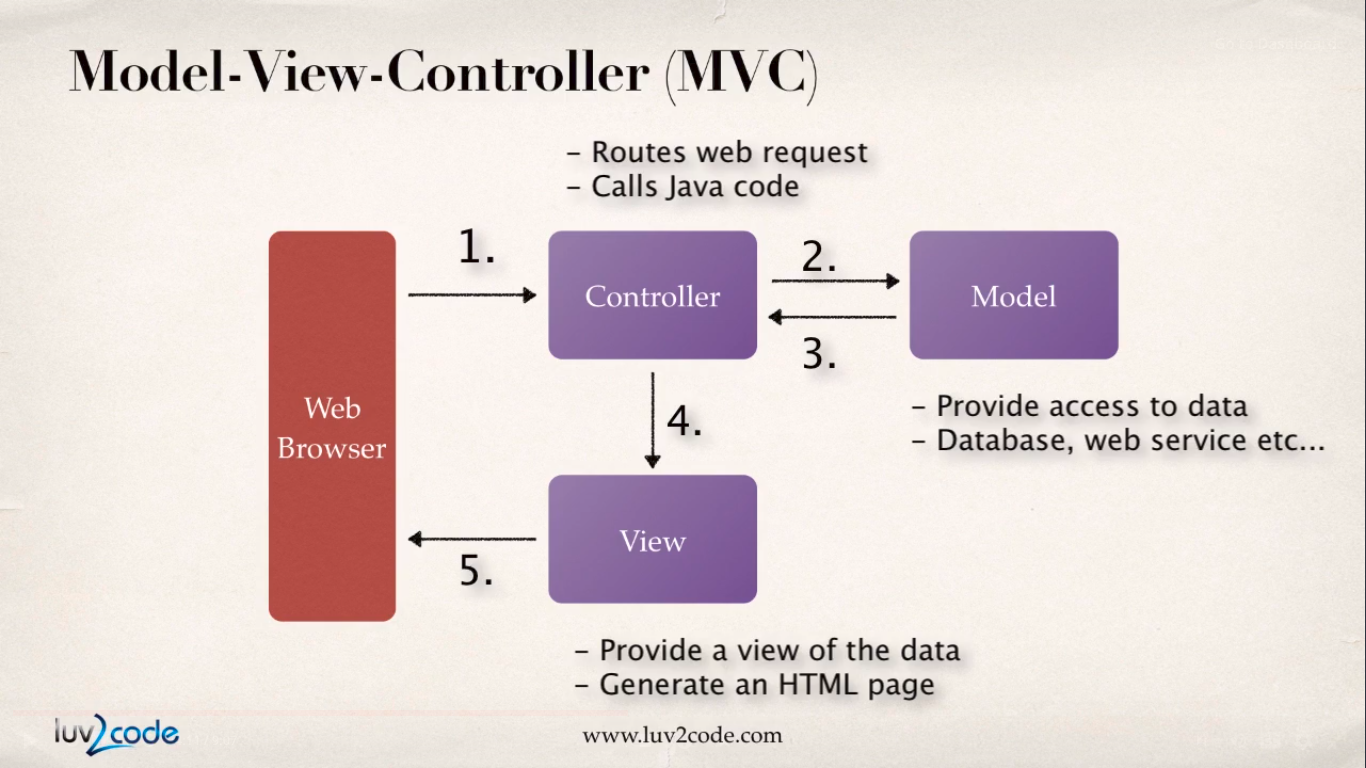 Model-View-Controller (MVC)
– Routes web request
– Calls Java code
1.
Controller
2.
3.
Model
Web
Browser
4.
– Provide access to data
– Database, web service etc...
View
5.
– Provide a view of the data
– Generate an HTML page
luv2code
www.luv2code.com